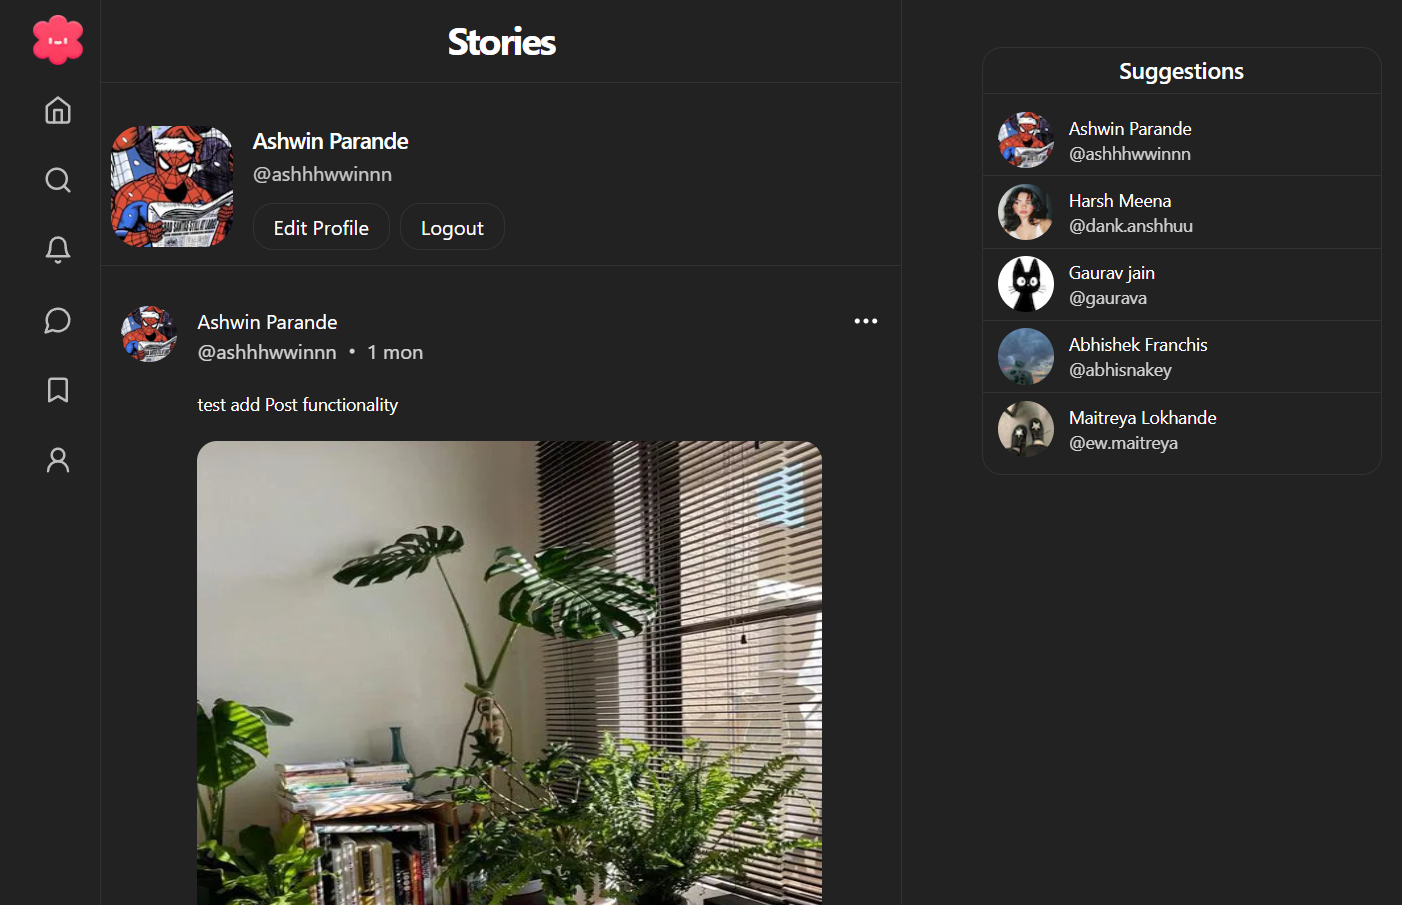 Stories
Ashwin Parande
@ashhhwwinnn
Edit Profile
Logout
Ashwin Parande
@ashhhwwinnn • 1 mon
test add Post functionality
Suggestions
Ashwin Parande
@ashhhwwinnn
Harsh Meena
@dank.anshhuu
Gaurav jain
@gaurava
Abhishek Franchis
@abhisnakey
Maitreya Lokhande
@ew.maitreya